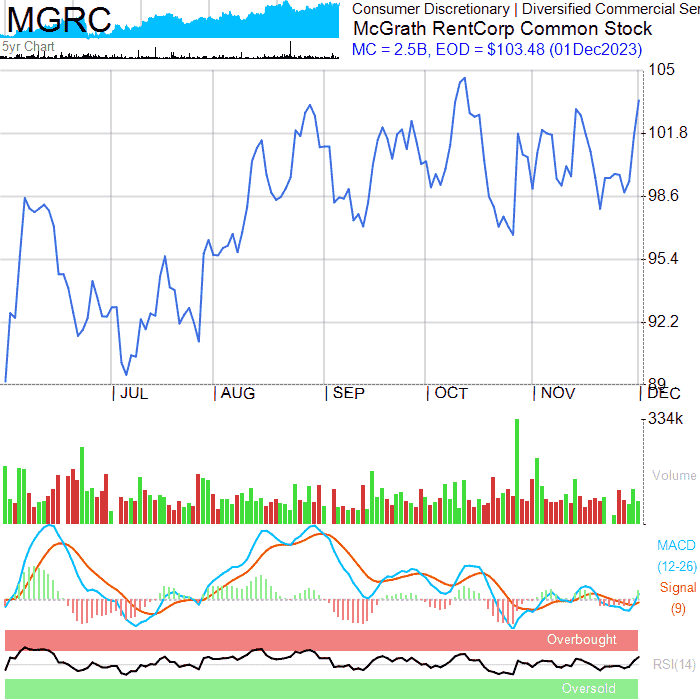 MGRC
5yr Chart
Consumer Discretionary | Diversified Commercial Ser
McGrath RentCorp Common Stock
MC = 2.5B, EOD = $103.48 (01Dec2023)
105
101.8
98.6
95.4
92.2
89
| JUL | AUG | SEP | OCT | NOV | DEC
334k
Volume
MACD
(12-26)
Signal
(9)
Overbought
RSI(14)
Oversold